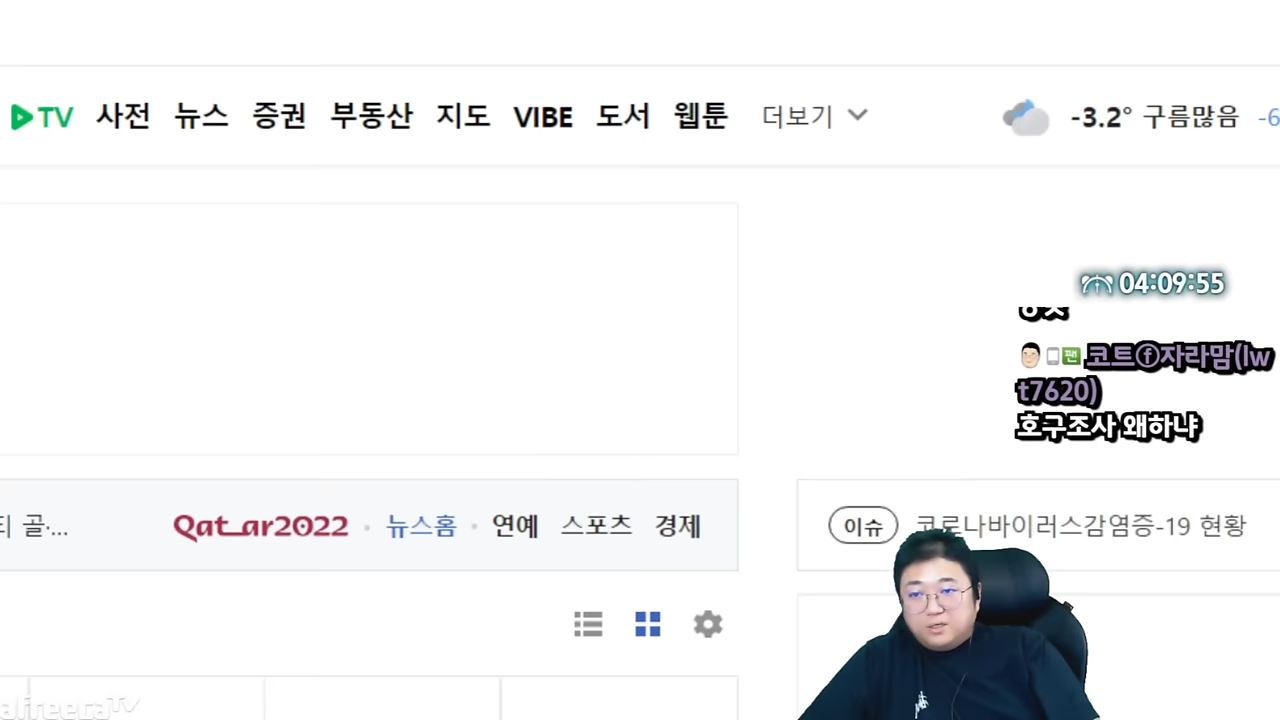 TV 사전 뉴스 증권 부동산 지도 VIBE 도서 웹툰 더보기 -3.2° 구름많음 -6
04:09:55
팬 코트ⓕ자라맘(lw
t7620)
호구조사 왜하냐
티 골·... Qatar2022 · 뉴스홈 · 연예 스포츠 경제
이슈 코로나바이러스감염증-19 현황
afreecaTV